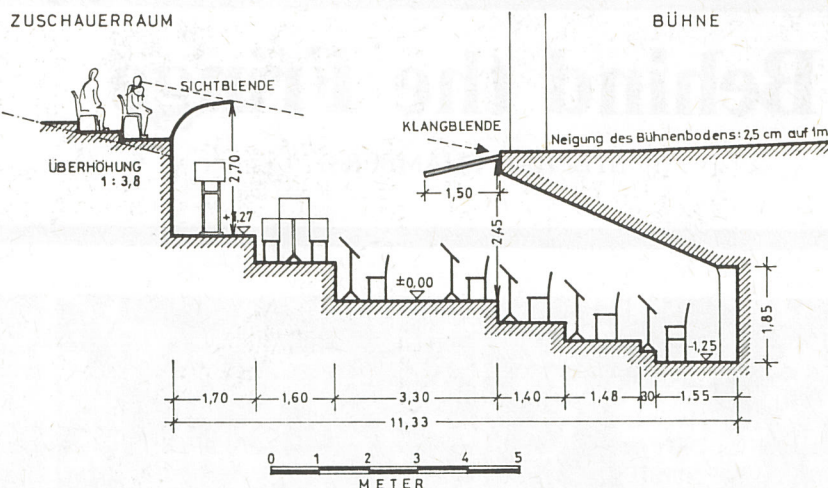 ZUSCHAUERRAUM
BÜHNE
SICHTBLENDE
KLANGBLENDE
Neigung des Bühnenbodens: 2,5 cm auf 1m
ÜBERHÖHUNG
1 : 3,8
2,70
1,50
+1,27
2,45
±0,00
1,85
-1,25
1,70
1,60
3,30
1,40
1,48
30
1,55
11,33
0 1 2 3 4 5
METER